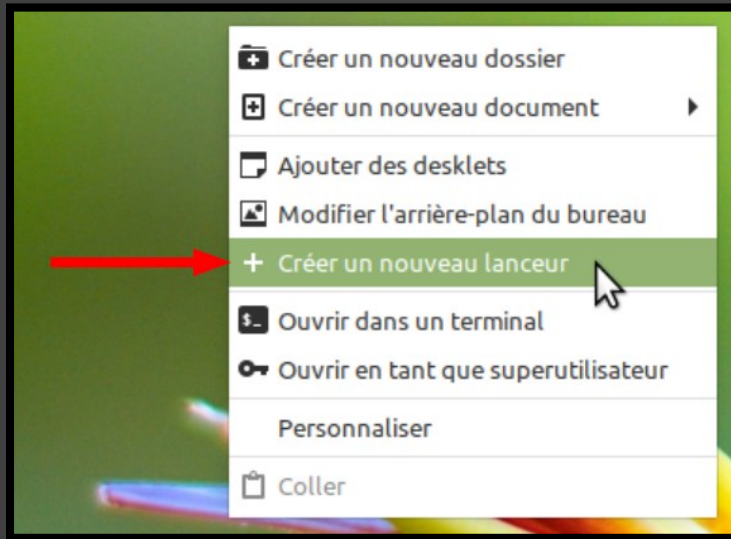 Créer un nouveau dossier
Créer un nouveau document
Ajouter des desklets
Modifier l'arrière-plan du bureau
Créer un nouveau lanceur
$_ Ouvrir dans un terminal
Ouvrir en tant que superutilisateur
Personnaliser
Coller